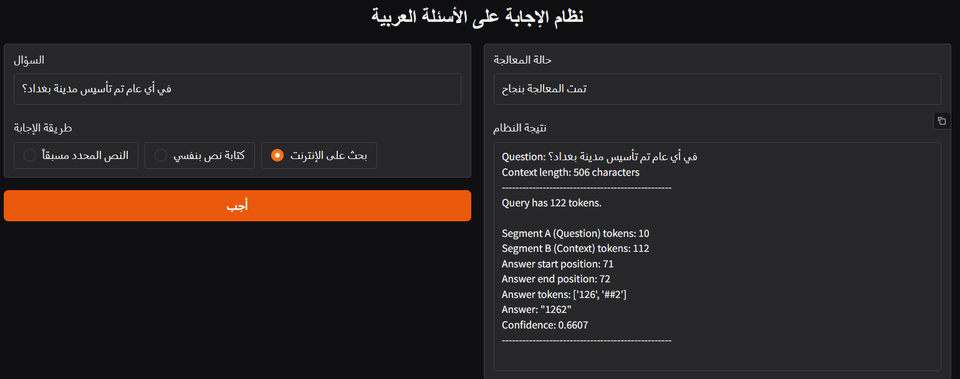 نظام الإجابة على الأسئلة العربية
السؤال
في أي عام تم تأسيس مدينة بغداد؟
طريقة الإجابة
بحث على الإنترنت
كتابة نص بنفسي
النص المحدد مسبقاً
أجب
حالة المعالجة
تمت المعالجة بنجاح
نتيجة النظام
Question: في أي عام تم تأسيس مدينة بغداد؟
Context length: 506 characters
--------------------------------------------------
Query has 122 tokens.
Segment A (Question) tokens: 10
Segment B (Context) tokens: 112
Answer start position: 71
Answer end position: 72
Answer tokens: ['126', '##2']
Answer: "1262"
Confidence: 0.6607
--------------------------------------------------